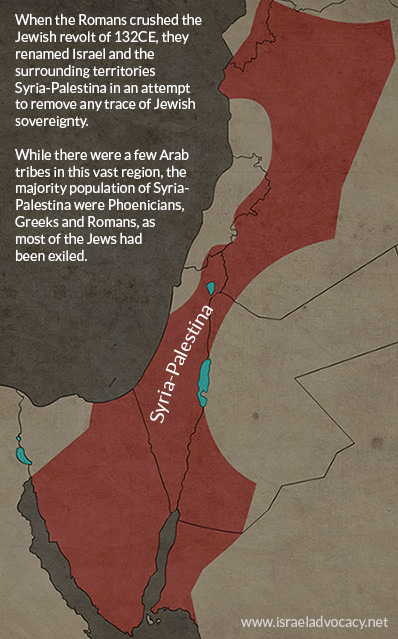 When the Romans crushed the
Jewish revolt of 132CE, they
renamed Israel and the
surrounding territories
Syria-Palestina in an attempt
to remove any trace of Jewish
sovereignty.
While there were a few Arab
tribes in this vast region, the
majority population of Syria-
Palestina were Phoenicians,
Greeks and Romans, as
most of the Jews had
been exiled.
Syria-Palestina
www.israeladvocacy.net